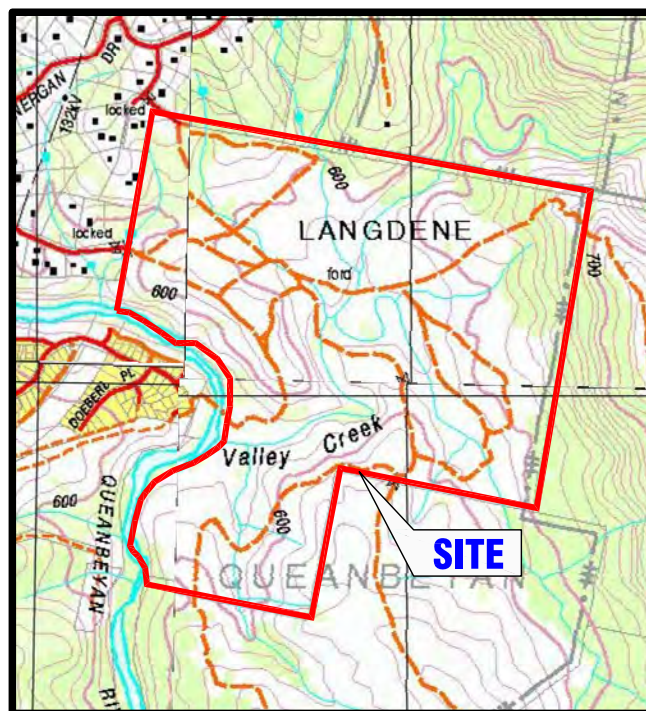 NERGAN DR
132kV
locked
600
LANGDENE
locked
ford
700
600
DOEBERL PL
Valley Creek
600
600
QUEANBEYAN
SITE
QUEANBEYAN
RI